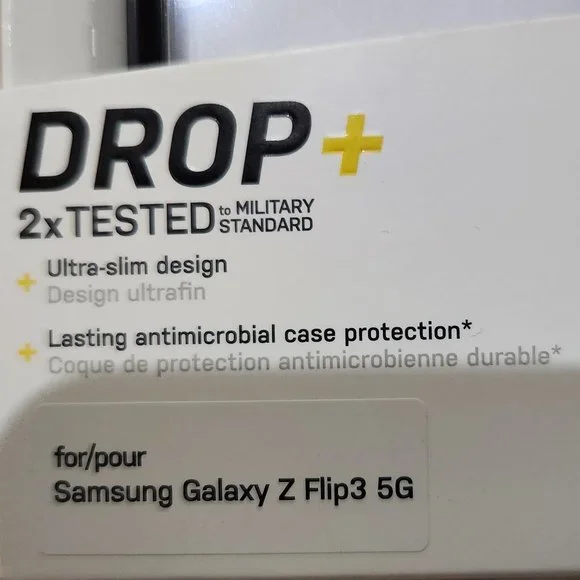 DROP+
2xTESTED to MILITARY STANDARD
+ Ultra-slim design
Design ultrafin
+ Lasting antimicrobial case protection*
Coque de protection antimicrobienne durable*
for/pour
Samsung Galaxy Z Flip3 5G